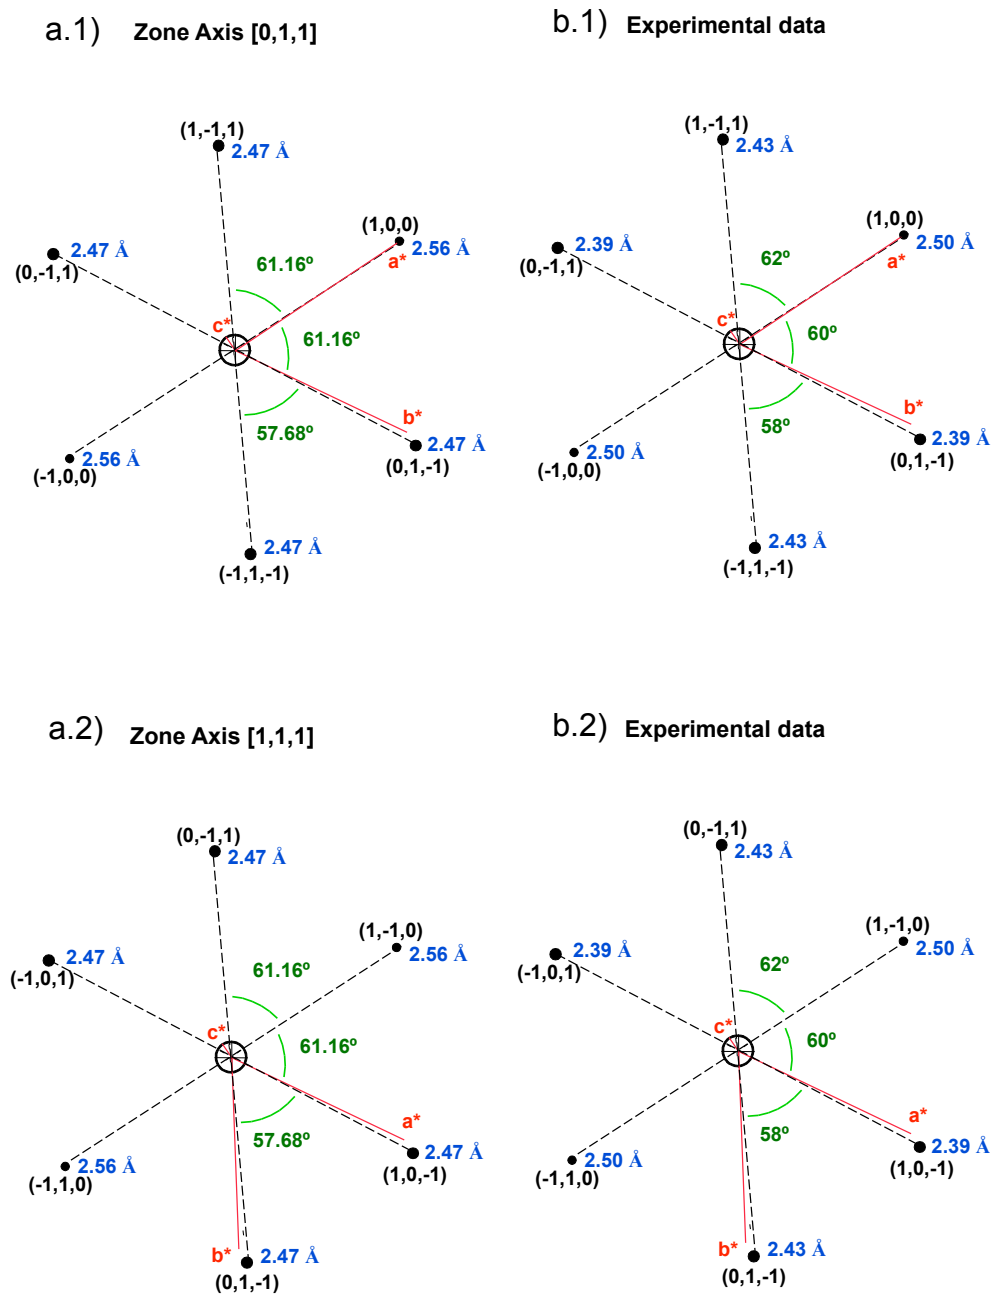 a.1) Zone Axis [0,1,1]
(1,-1,1)
2.47 Å
(1,0,0)
2.47 Å
2.56 Å
(0,-1,1)
61.16º
a*
c*
61.16º
b*
57.68º
2.47 Å
2.56 Å
(0,1,-1)
(-1,0,0)
2.47 Å
(-1,1,-1)
b.1) Experimental data
(1,-1,1)
2.43 Å
(1,0,0)
2.39 Å
2.50 Å
(0,-1,1)
62º
a*
c*
60º
b*
58º
2.39 Å
2.50 Å
(0,1,-1)
(-1,0,0)
2.43 Å
(-1,1,-1)
a.2) Zone Axis [1,1,1]
(0,-1,1)
2.47 Å
(1,-1,0)
2.47 Å
2.56 Å
(-1,0,1)
61.16º
c*
61.16º
a*
57.68º
2.47 Å
2.56 Å
(1,0,-1)
(-1,1,0)
b*
2.47 Å
(0,1,-1)
b.2) Experimental data
(0,-1,1)
2.43 Å
(1,-1,0)
2.39 Å
2.50 Å
(-1,0,1)
62º
c*
60º
a*
58º
2.39 Å
2.50 Å
(1,0,-1)
(-1,1,0)
b*
2.43 Å
(0,1,-1)